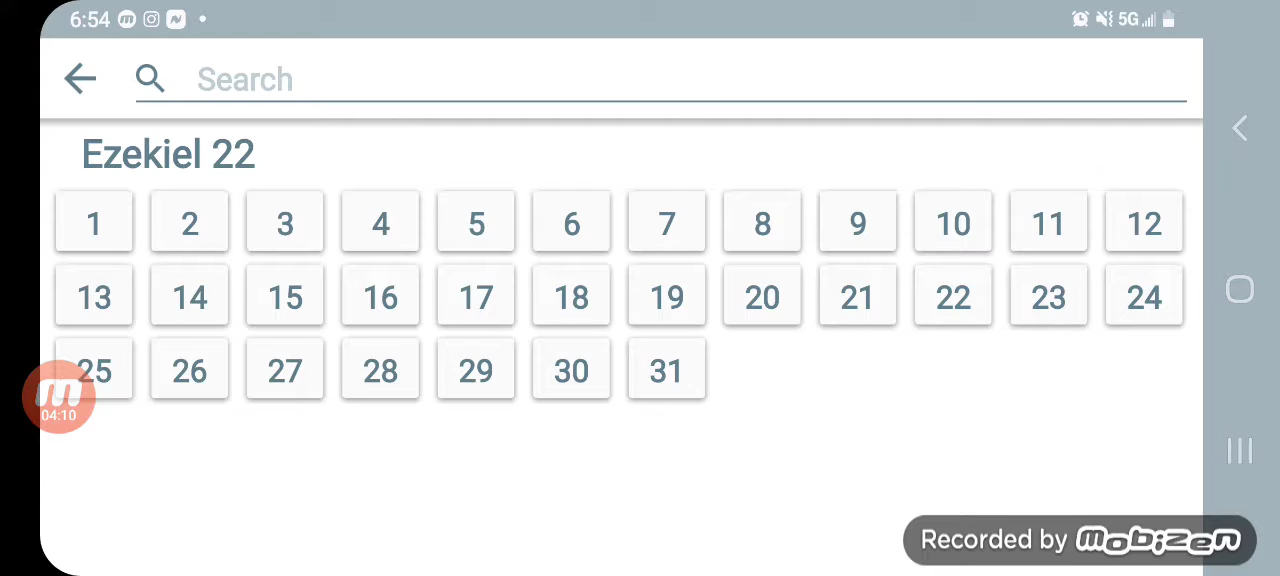 6:54
5G
Search
Ezekiel 22
1 2 3 4 5 6 7 8 9 10 11 12
13 14 15 16 17 18 19 20 21 22 23 24
25 26 27 28 29 30 31
04:10
Recorded by mobizen